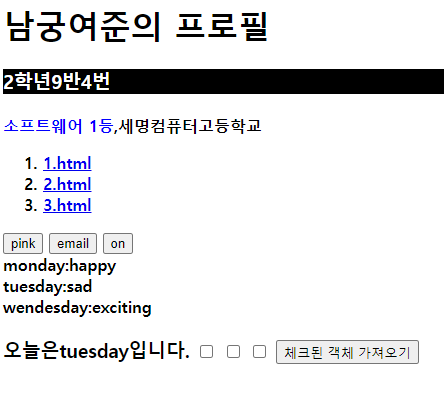 남궁여준의 프로필
2학년9반4번
소프트웨어 1등,세명컴퓨터고등학교
1. 1.html
2. 2.html
3. 3.html
pink email on
monday:happy
tuesday:sad
wendesday:exciting
오늘은tuesday입니다. 체크된 객체 가져오기